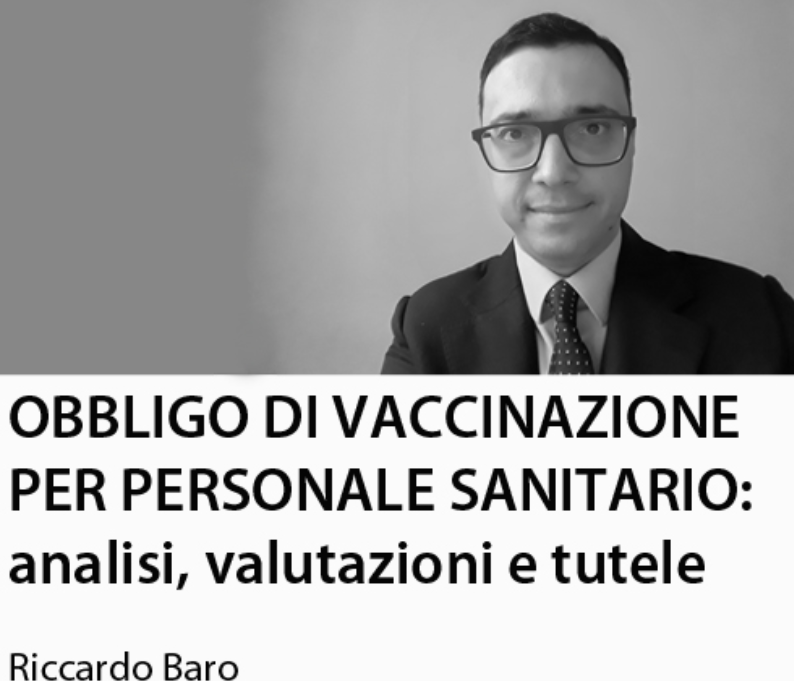 OBBLIGO DI VACCINAZIONE
PER PERSONALE SANITARIO:
analisi, valutazioni e tutele
Riccardo Baro